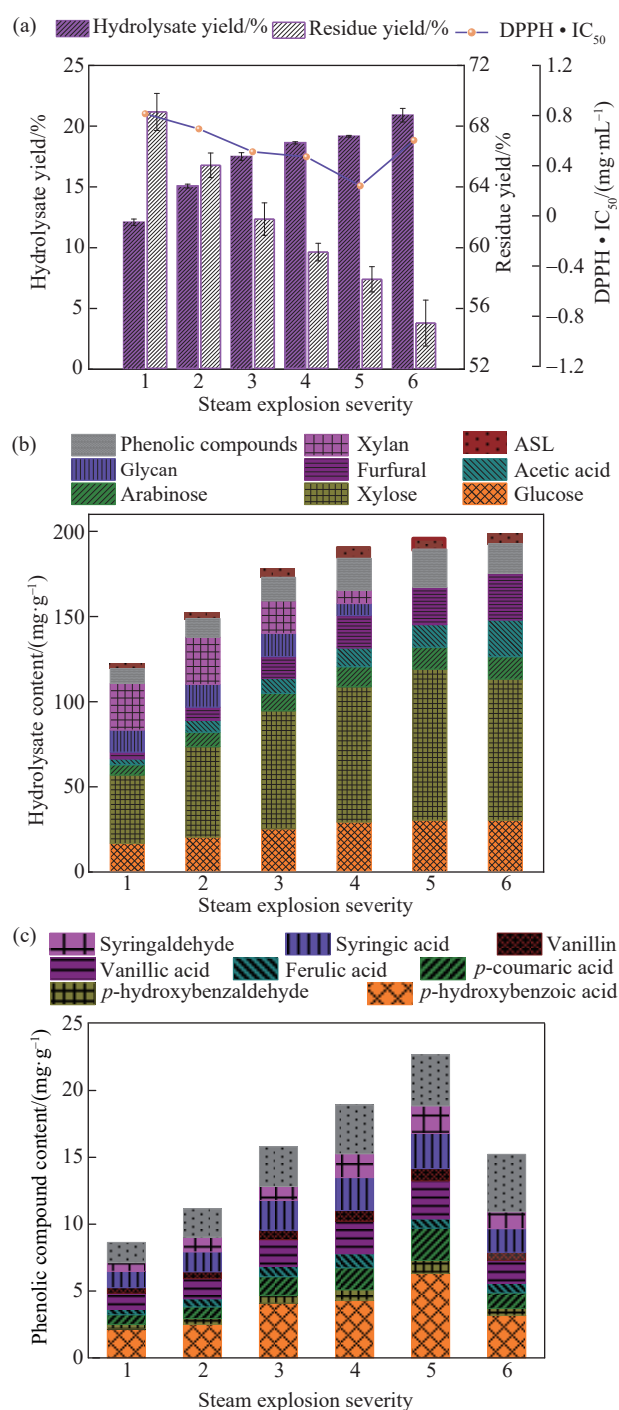 (a) Hydrolysate yield/% Residue yield/% DPPH • IC50
25 72 1.2
20 68 0.8
15 64 0.4
10 60 0
5 56 −0.4
0 52 −0.8
−1.2
Hydrolysate yield/%
Residue yield/%
DPPH • IC50/(mg·mL⁻¹)
1 2 3 4 5 6
Steam explosion severity
(b)
Phenolic compounds Xylan ASL
Glycan Furfural Acetic acid
Arabinose Xylose Glucose
200
150
100
50
0
Hydrolysate content/(mg·g⁻¹)
1 2 3 4 5 6
Steam explosion severity
(c)
Syringaldehyde Syringic acid Vanillin
Vanillic acid Ferulic acid p-coumaric acid
p-hydroxybenzaldehyde p-hydroxybenzoic acid
25
20
15
10
5
0
Phenolic compound content/(mg·g⁻¹)
1 2 3 4 5 6
Steam explosion severity